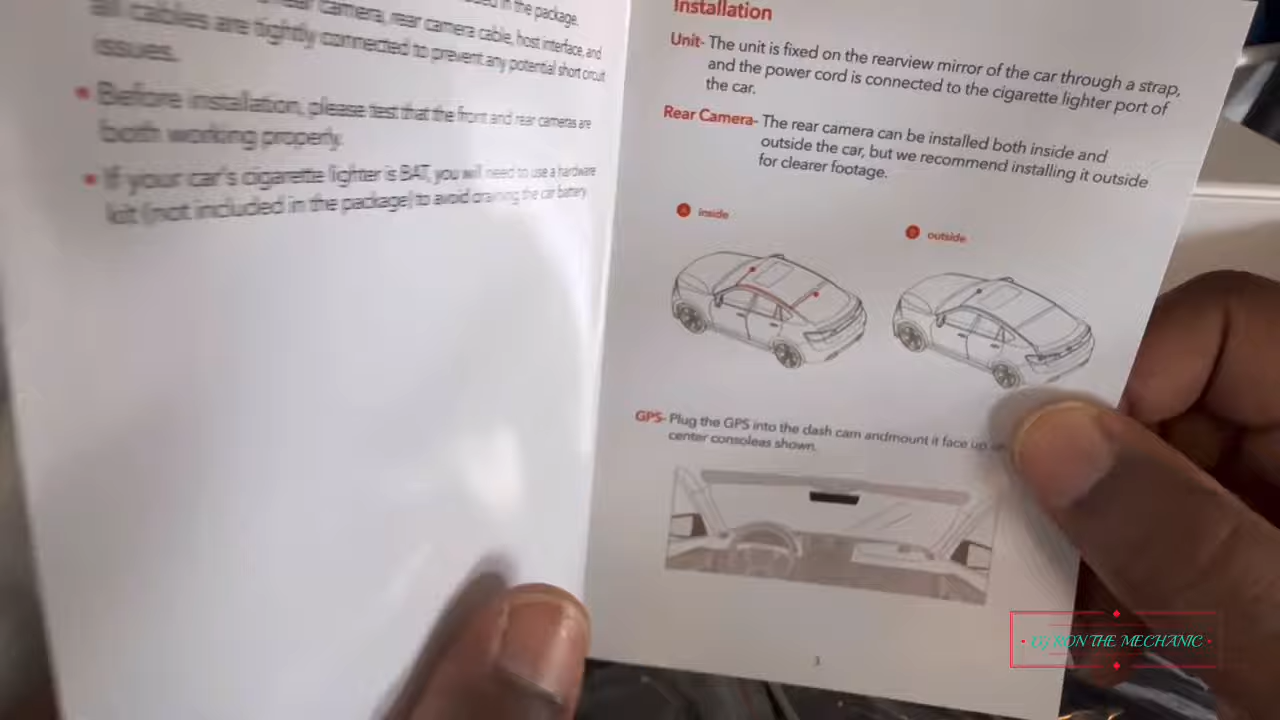 in the package.
rear camera, rear camera cable, host interface, and
all cables are tightly connected to prevent any potential short circuit
issues.
• Before installation, please test that the front and rear cameras are
both working properly.
• If your car's cigarette lighter is BAT, you will need to use a hardware
kit (not included in the package) to avoid draining the car battery
Installation
Unit- The unit is fixed on the rearview mirror of the car through a strap,
and the power cord is connected to the cigarette lighter port of
the car.
Rear Camera- The rear camera can be installed both inside and
outside the car, but we recommend installing it outside
for clearer footage.
inside
outside
GPS- Plug the GPS into the dash cam andmount it face up
center consoleas shown.
3
RON THE MECHANIC